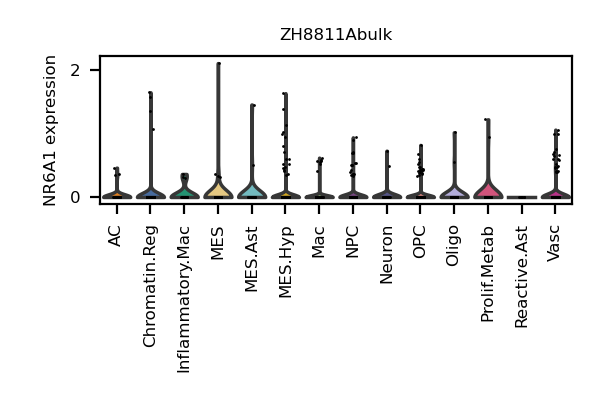 ZH8811Abulk
NR6A1 expression
2
0
AC
Chromatin.Reg
Inflammatory.Mac
MES
MES.Ast
MES.Hyp
Mac
NPC
Neuron
OPC
Oligo
Prolif.Metab
Reactive.Ast
Vasc